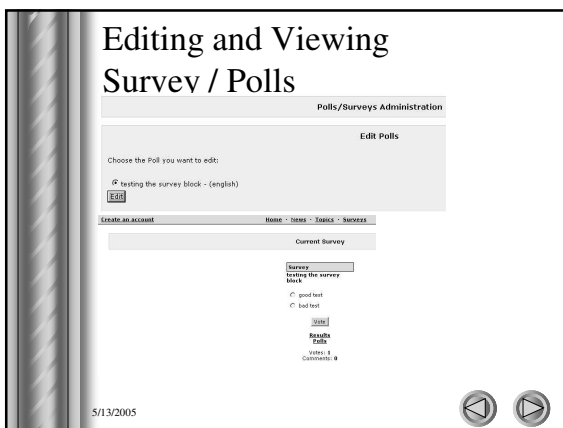 Editing and Viewing
Survey / Polls
Polls/Surveys Administration
Edit Polls
Choose the Poll you want to edit:
testing the survey block - (english)
Edit
Create an account Home · News · Topics · Surveys
Current Survey
Survey
testing the survey
block
good test
bad test
Vote
Results
Polls
Votes: 1
Comments: 0
5/13/2005